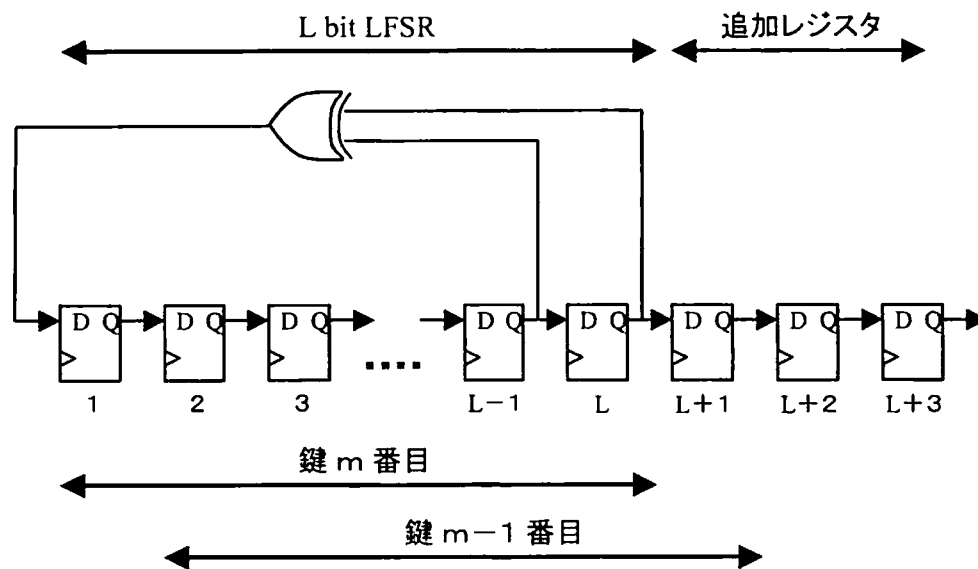 L bit LFSR
追加レジスタ
D Q D Q D Q D Q D Q D Q D Q D Q
1 2 3 L−1 L L+1 L+2 L+3
鍵 m 番目
鍵 m−1 番目